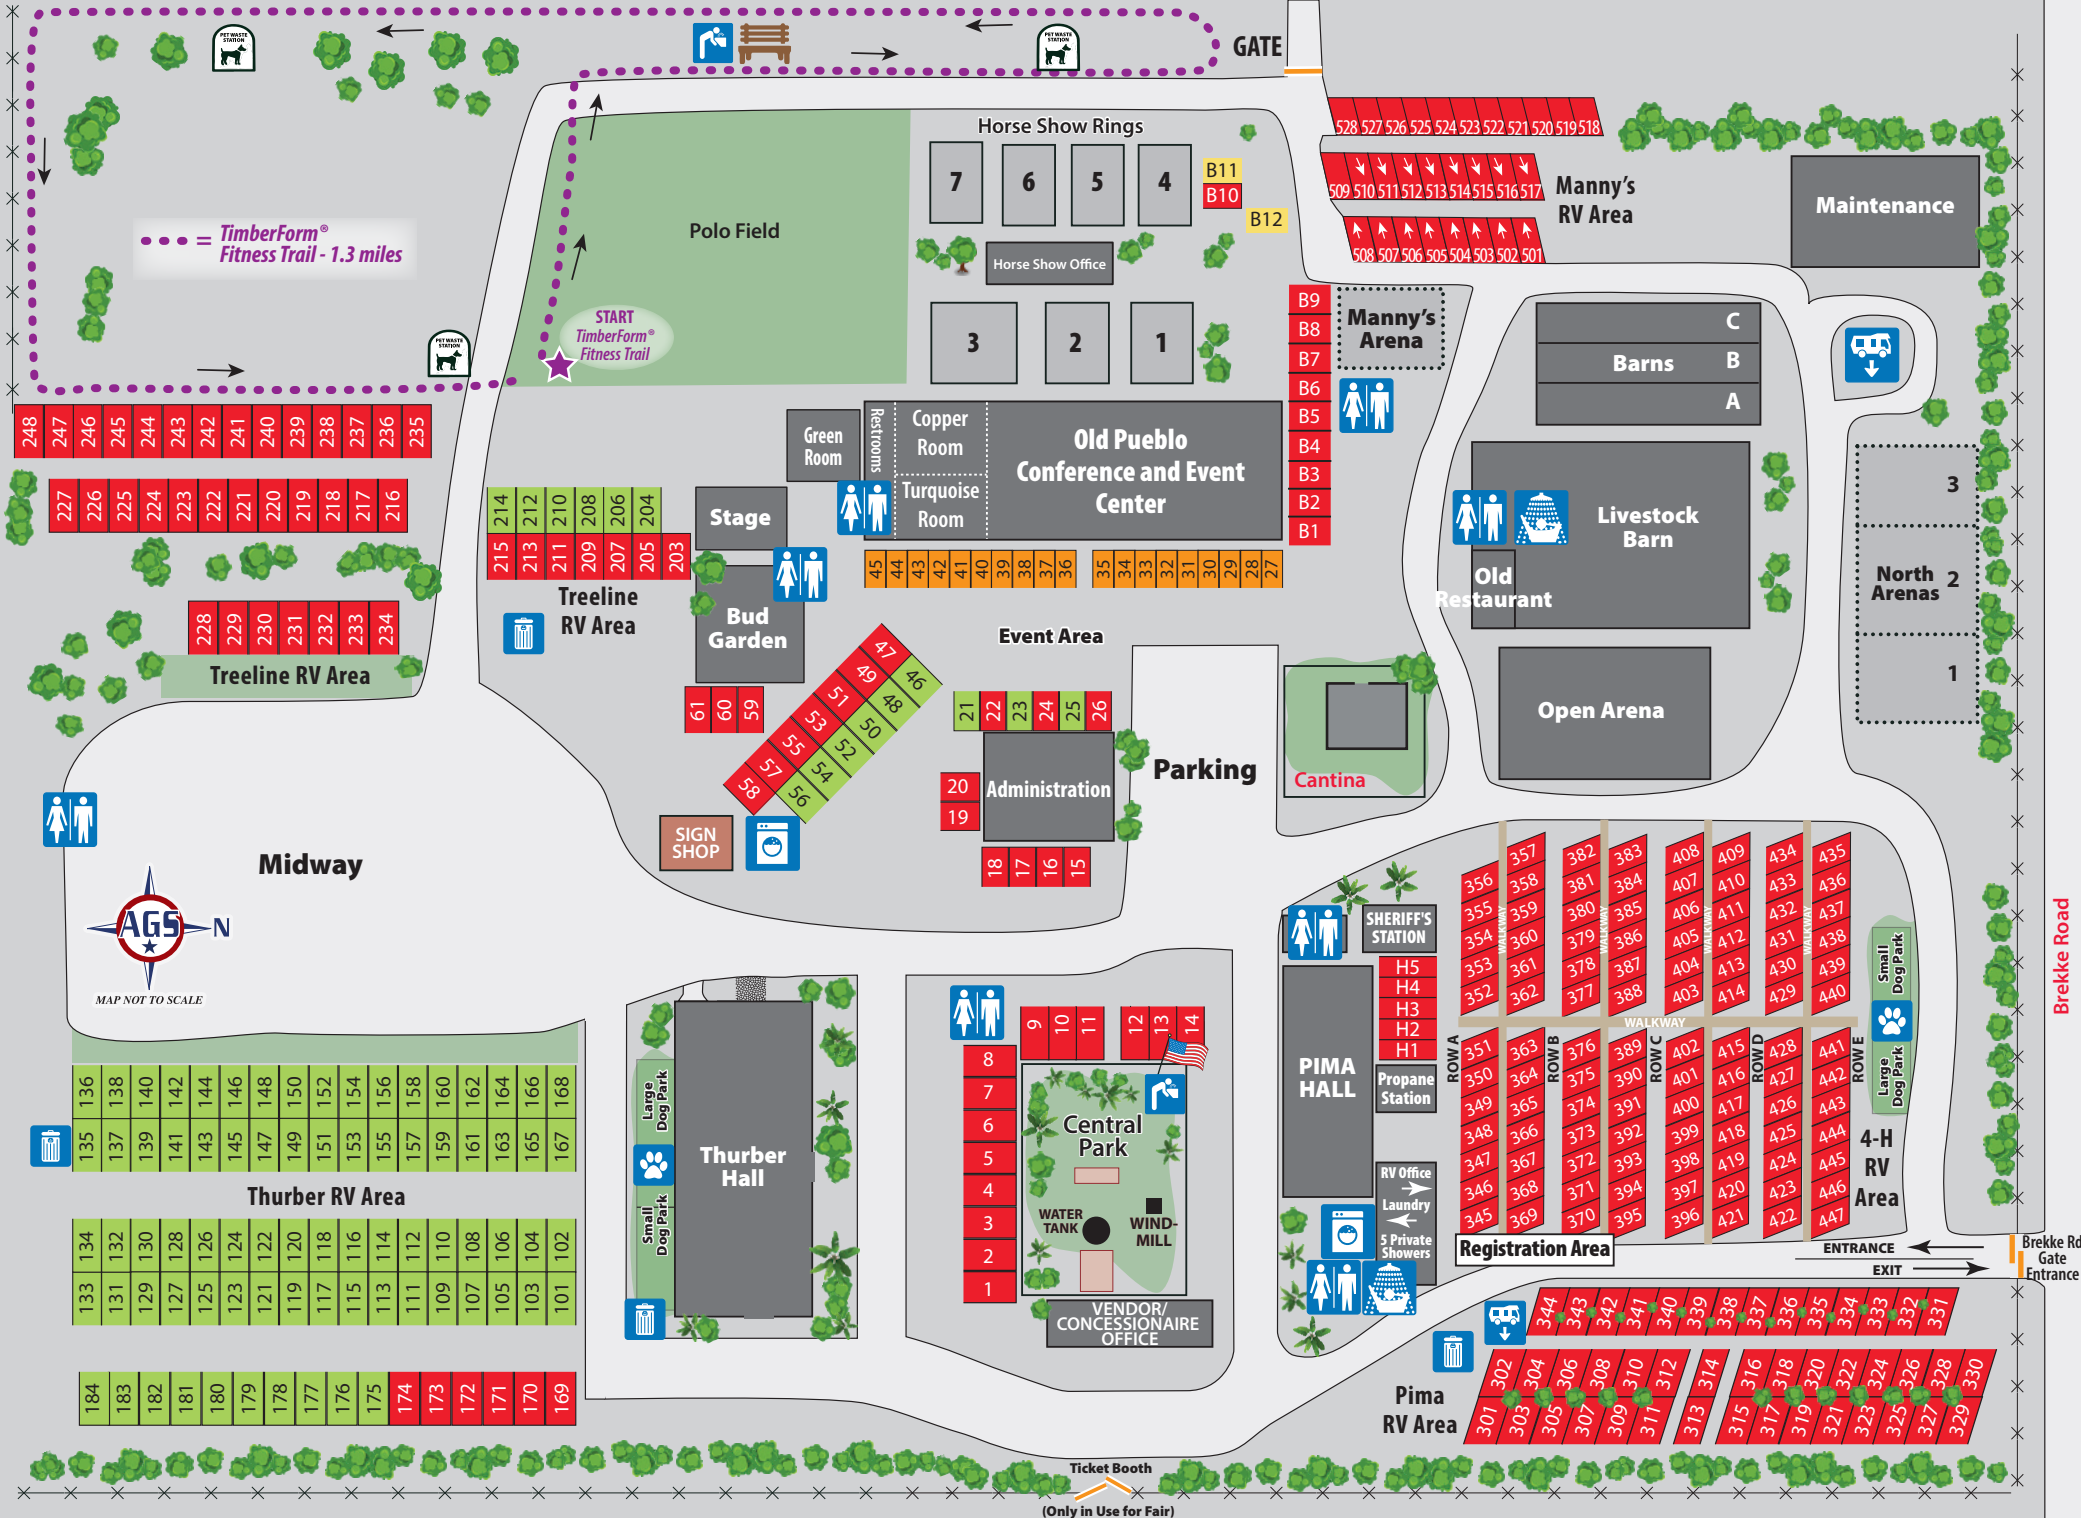 PET WASTE
STATION
PET WASTE
STATION
GATE
= TimberForm®
Fitness Trail - 1.3 miles
START
TimberForm®
Fitness Trail
PET WASTE
STATION
Polo Field
Horse Show Rings
7 6 5 4
B11
B10
B12
Horse Show Office
3 2 1
528 527 526 525 524 523 522 521 520 519 518
509 510 511 512 513 514 515 516 517
508 507 506 505 504 503 502 501
Manny's
RV Area
Maintenance
B9
B8
B7
B6
B5
B4
B3
B2
B1
Manny's
Arena
C
Barns B
A
248 247 246 245 244 243 242 241 240 239 238 237 236 235
227 226 225 224 223 222 221 220 219 218 217 216
228 229 230 231 232 233 234
Treeline RV Area
214 212 210 208 206 204
215 213 211 209 207 205 203
Treeline
RV Area
Green
Room
Restrooms
Copper
Room
Turquoise
Room
Old Pueblo
Conference and Event
Center
Stage
Bud
Garden
45 44 43 42 41 40 39 38 37 36
35 34 33 32 31 30 29 28 27
Event Area
Livestock
Barn
Old
Restaurant
3
North
Arenas 2
1
Open Arena
61 60 59
47 49 51 53 55 57 58
46 48 50 52 54 56
21 22 23 24 25 26
20
19
Administration
18 17 16 15
Parking
Cantina
SIGN
SHOP
Midway
AGS N
MAP NOT TO SCALE
SHERIFF'S
STATION
H5
H4
H3
H2
H1
PIMA
HALL
Propane
Station
RV Office
Laundry
5 Private
Showers
356 355 354 353 352
357 358 359 360 361 362
382 381 380 379 378 377
383 384 385 386 387 388
408 407 406 405 404 403
409 410 411 412 413 414
434 433 432 431 430 429
435 436 437 438 439 440
WALKWAY
WALKWAY
WALKWAY
WALKWAY
WALKWAY
ROW A
ROW B
ROW C
ROW D
ROW E
351 350 349 348 347 346 345
363 364 365 366 367 368 369
376 375 374 373 372 371 370
389 390 391 392 393 394 395
402 401 400 399 398 397 396
415 416 417 418 419 420 421
428 427 426 425 424 423 422
441 442 443 444 445 446 447
Small
Dog Park
Large
Dog Park
4-H
RV
Area
Brekke Road
Registration Area
ENTRANCE
EXIT
Brekke Rd
Gate
Entrance
136 138 140 142 144 146 148 150 152 154 156 158 160 162 164 166 168
135 137 139 141 143 145 147 149 151 153 155 157 159 161 163 165 167
Thurber RV Area
134 132 130 128 126 124 122 120 118 116 114 112 110 108 106 104 102
133 131 129 127 125 123 121 119 117 115 113 111 109 107 105 103 101
184 183 182 181 180 179 178 177 176 175 174 173 172 171 170 169
Large
Dog Park
Small
Dog Park
Thurber
Hall
9 10 11 12 13 14
8
7
6
5
4
3
2
1
Central
Park
WATER
TANK
WIND-
MILL
VENDOR/
CONCESSIONAIRE
OFFICE
344 343 342 341 340 339 338 337 336 335 334 333 332 331
302 304 306 308 310 312 314 316 318 320 322 324 326 328 330
301 303 305 307 309 311 313 315 317 319 321 323 325 327 329
Pima
RV Area
Ticket Booth
(Only in Use for Fair)